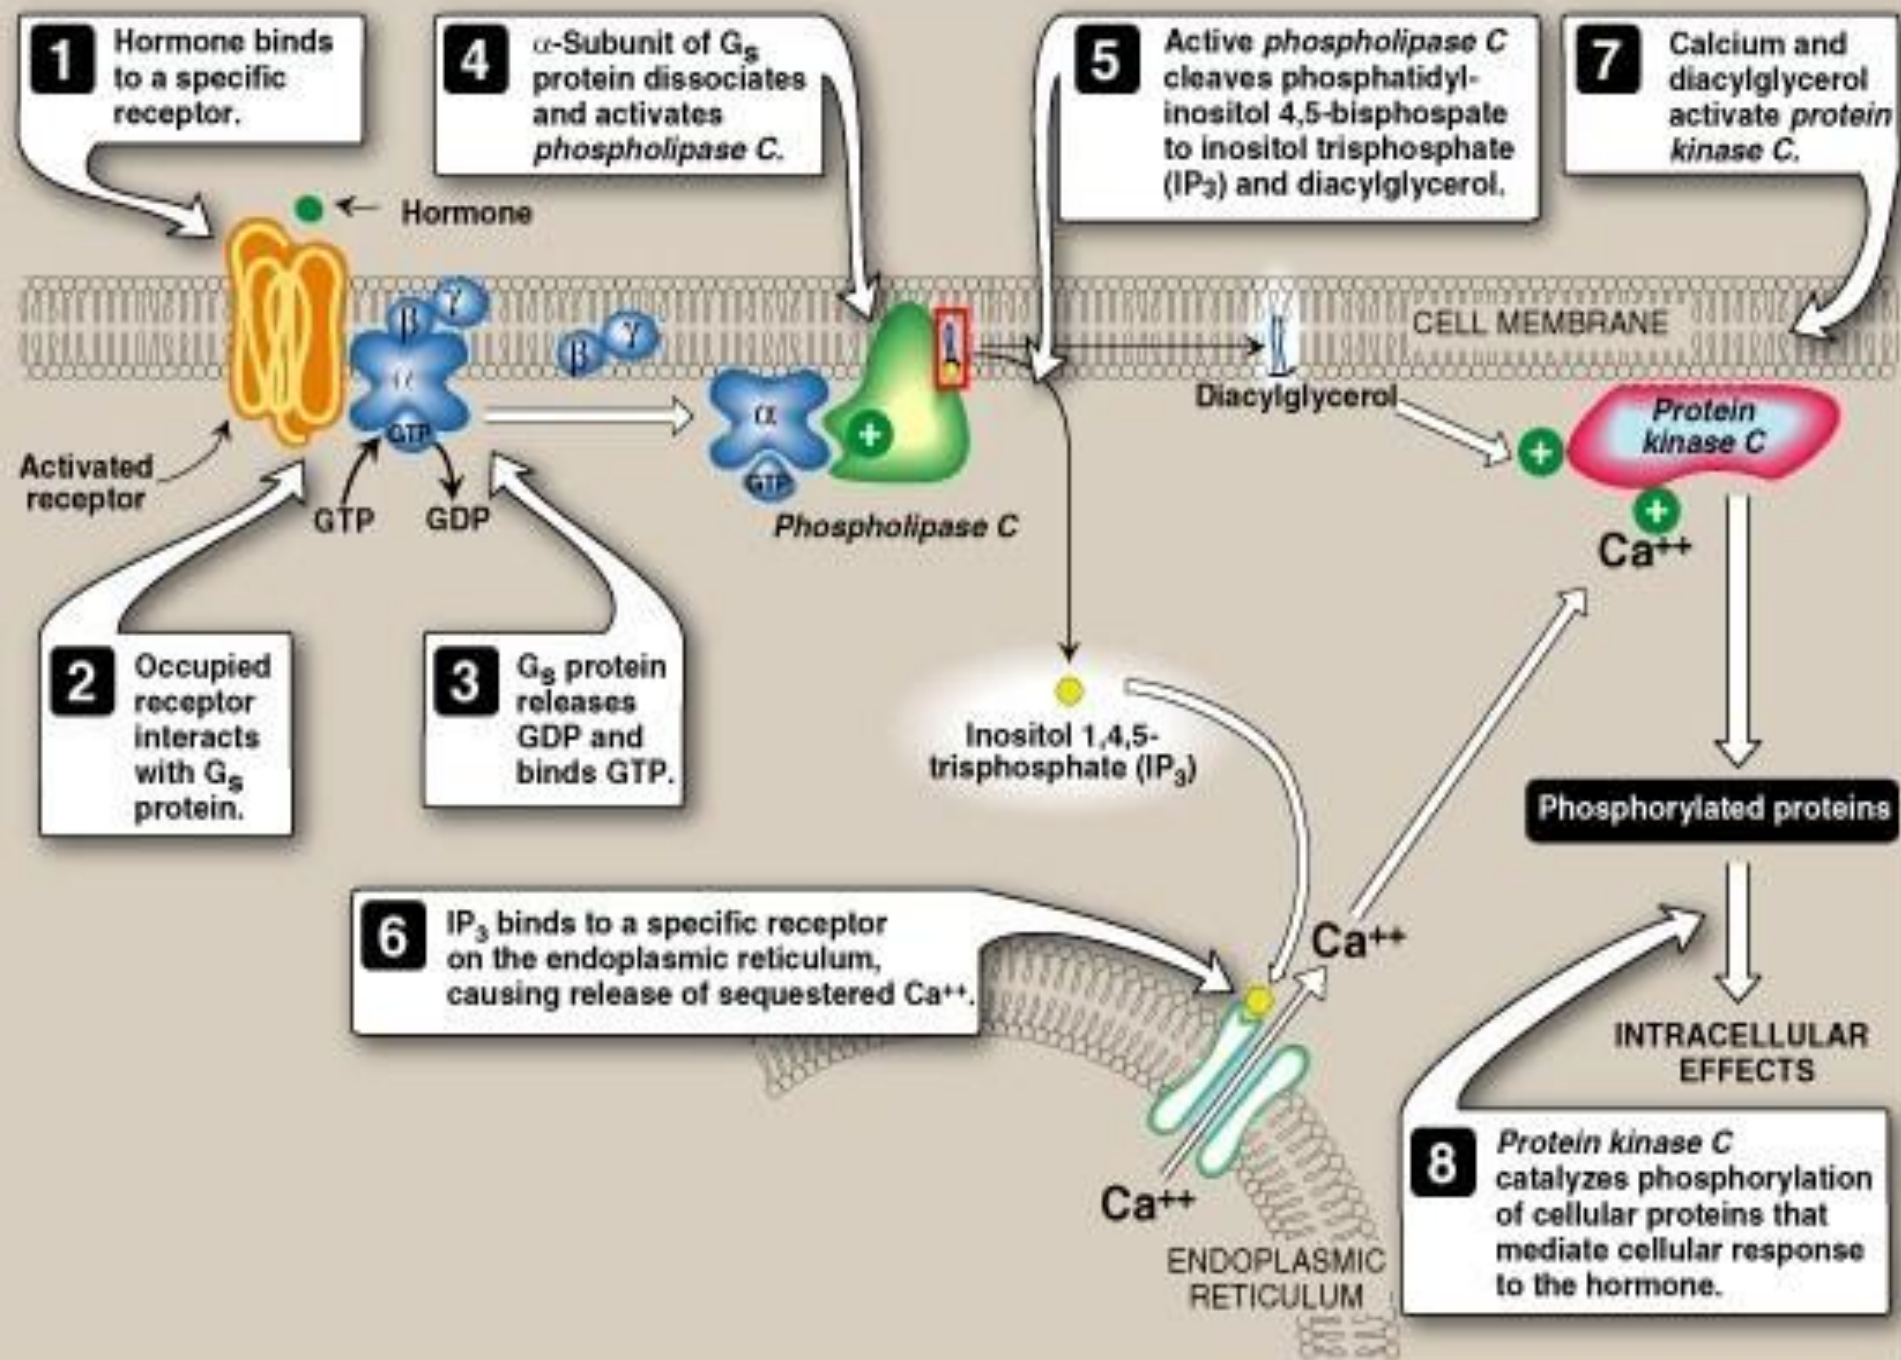 1
Hormone binds
to a specific
receptor.
4
α-Subunit of Gs
protein dissociates
and activates
phospholipase C.
5
Active phospholipase C
cleaves phosphatidyl-
inositol 4,5-bisphospate
to inositol trisphosphate
(IP3) and diacylglycerol.
7
Calcium and
diacylglycerol
activate protein
kinase C.
Hormone
β
γ
α
GTP
β
γ
α
GTP
+
CELL MEMBRANE
Diacylglycerol
Protein
kinase C
+
+
Ca++
Activated
receptor
GTP
GDP
Phospholipase C
2
Occupied
receptor
interacts
with Gs
protein.
3
Gs protein
releases
GDP and
binds GTP.
Inositol 1,4,5-
trisphosphate (IP3)
Phosphorylated proteins
6
IP3 binds to a specific receptor
on the endoplasmic reticulum,
causing release of sequestered Ca++.
Ca++
INTRACELLULAR
EFFECTS
Ca++
ENDOPLASMIC
RETICULUM
8
Protein kinase C
catalyzes phosphorylation
of cellular proteins that
mediate cellular response
to the hormone.